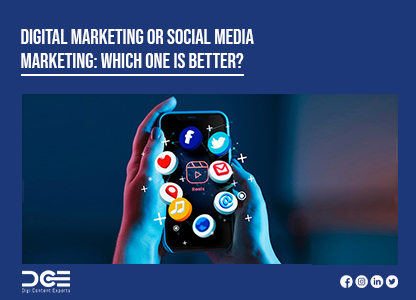 DIGITAL MARKETING OR SOCIAL MEDIA
MARKETING: WHICH ONE IS BETTER?
Reels
DCE
Digi Content Experts